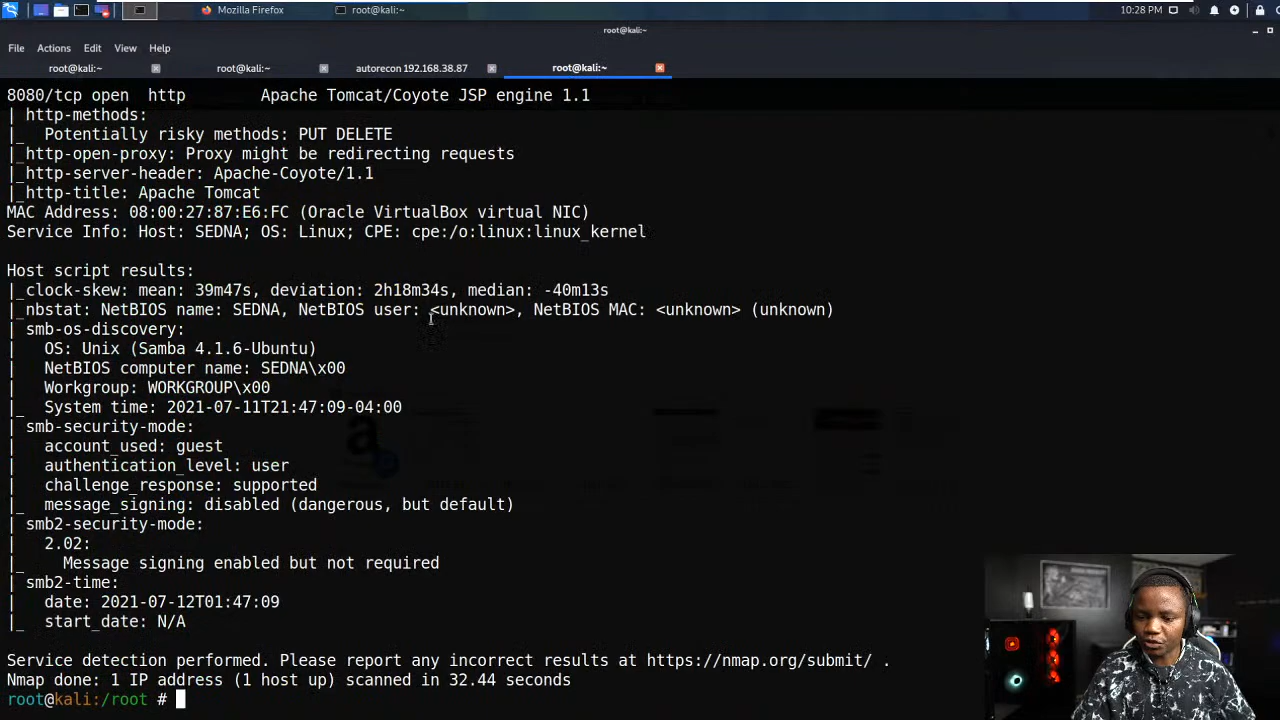 Mozilla Firefox
root@kali:~
10:28 PM
root@kali:~
File Actions Edit View Help
root@kali:~
root@kali:~
autorecon 192.168.38.87
root@kali:~
8080/tcp open  http       Apache Tomcat/Coyote JSP engine 1.1
| http-methods:
|_  Potentially risky methods: PUT DELETE
|_http-open-proxy: Proxy might be redirecting requests
|_http-server-header: Apache-Coyote/1.1
|_http-title: Apache Tomcat
MAC Address: 08:00:27:87:E6:FC (Oracle VirtualBox virtual NIC)
Service Info: Host: SEDNA; OS: Linux; CPE: cpe:/o:linux:linux_kernel
Host script results:
|_clock-skew: mean: 39m47s, deviation: 2h18m34s, median: -40m13s
|_nbstat: NetBIOS name: SEDNA, NetBIOS user: <unknown>, NetBIOS MAC: <unknown> (unknown)
| smb-os-discovery:
|   OS: Unix (Samba 4.1.6-Ubuntu)
|   NetBIOS computer name: SEDNA\x00
|   Workgroup: WORKGROUP\x00
|_  System time: 2021-07-11T21:47:09-04:00
| smb-security-mode:
|   account_used: guest
|   authentication_level: user
|   challenge_response: supported
|_  message_signing: disabled (dangerous, but default)
| smb2-security-mode:
|   2.02:
|_    Message signing enabled but not required
| smb2-time:
|   date: 2021-07-12T01:47:09
|_  start_date: N/A
Service detection performed. Please report any incorrect results at https://nmap.org/submit/ .
Nmap done: 1 IP address (1 host up) scanned in 32.44 seconds
root@kali:/root #